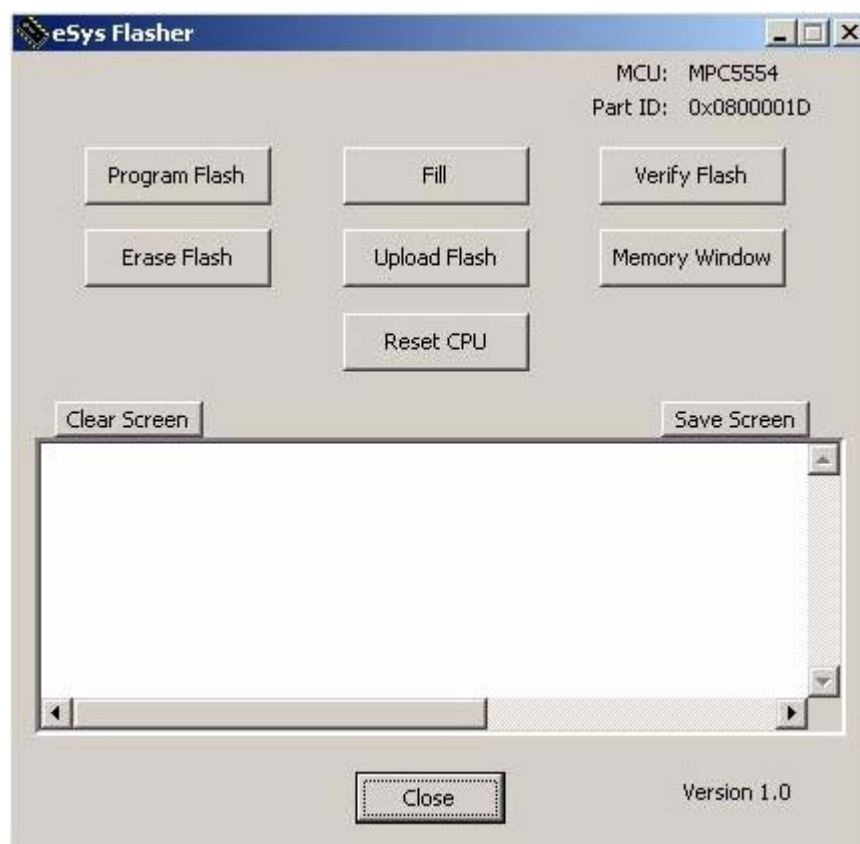 eSys Flasher
MCU: MPC5554
Part ID: 0x0800001D
Program Flash Fill Verify Flash
Erase Flash Upload Flash Memory Window
Reset CPU
Clear Screen Save Screen
Close Version 1.0